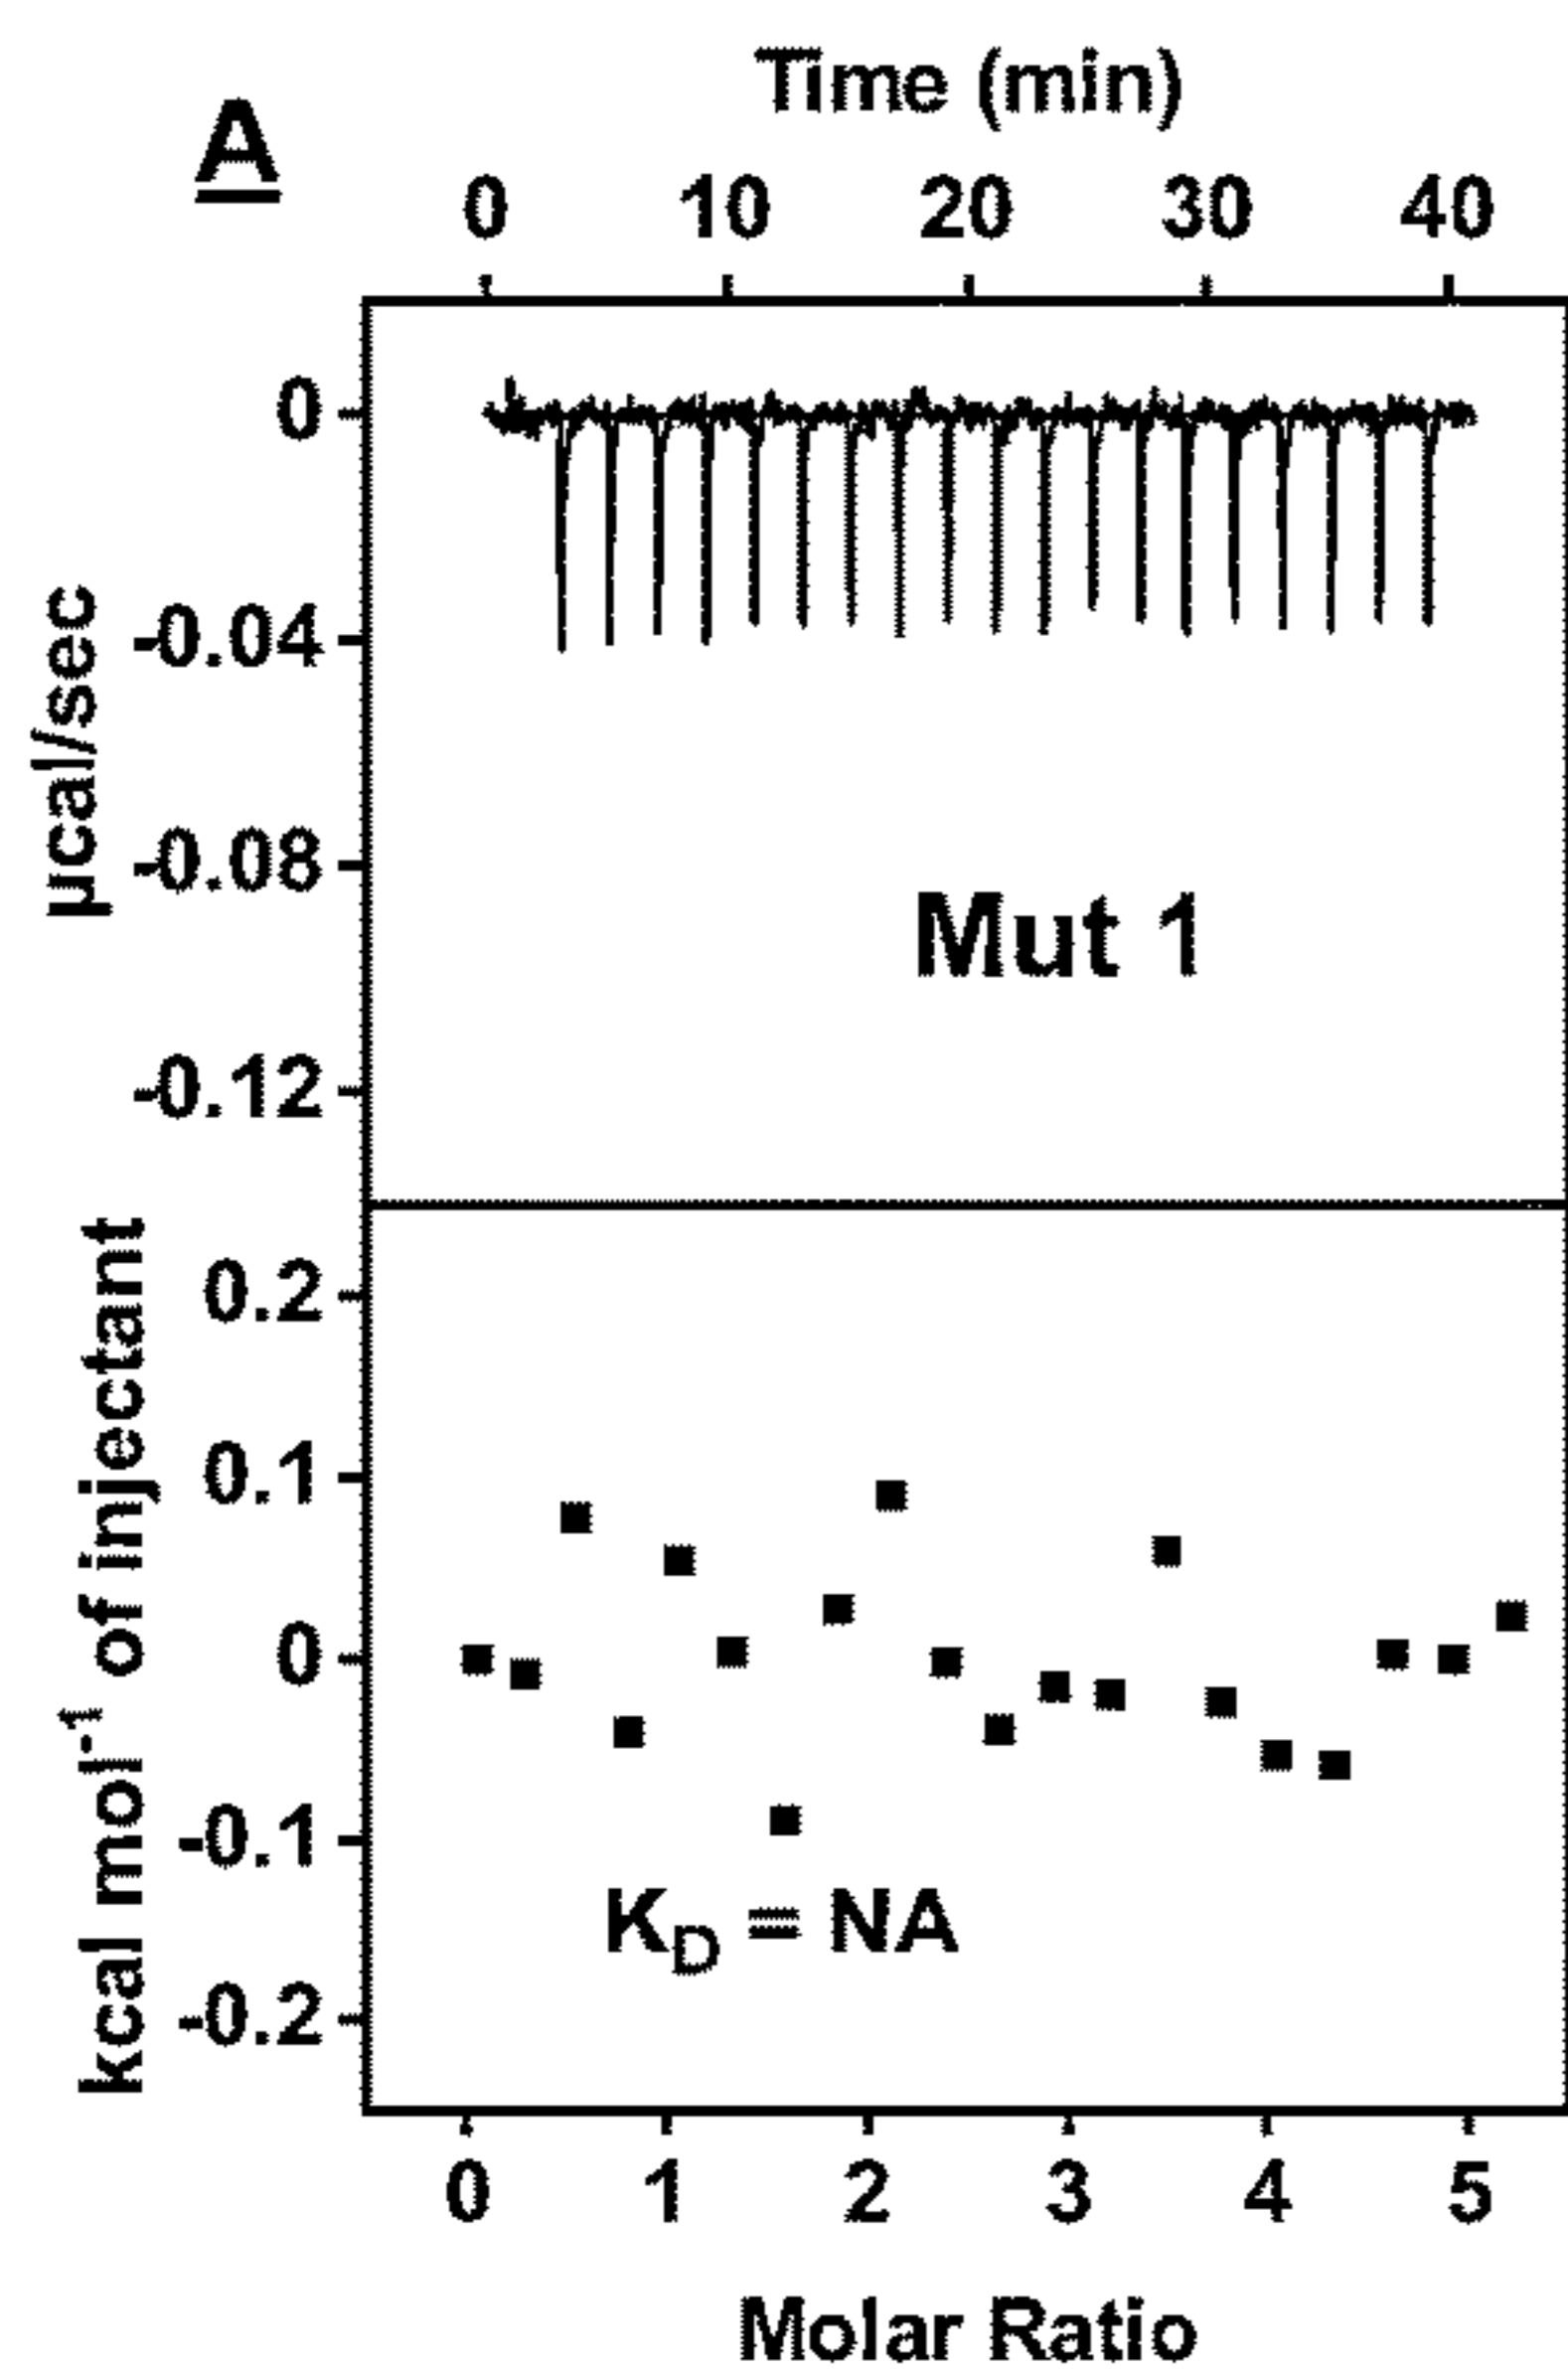 A
Time (min)
0 10 20 30 40
μcal/sec
0
-0.04
-0.08
-0.12
Mut 1
kcal mol⁻¹ of injectant
0.2
0.1
0
-0.1
-0.2
K_D = NA
0 1 2 3 4 5
Molar Ratio